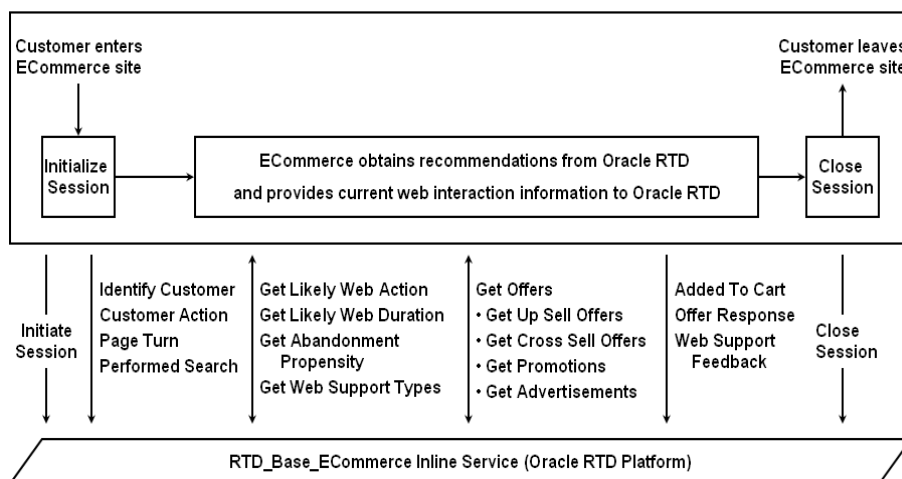 Customer enters
ECommerce site
Customer leaves
ECommerce site
Initialize
Session
ECommerce obtains recommendations from Oracle RTD
and provides current web interaction information to Oracle RTD
Close
Session
Initiate
Session
Identify Customer
Customer Action
Page Turn
Performed Search
Get Likely Web Action
Get Likely Web Duration
Get Abandonment
Propensity
Get Web Support Types
Get Offers
• Get Up Sell Offers
• Get Cross Sell Offers
• Get Promotions
• Get Advertisements
Added To Cart
Offer Response
Web Support
Feedback
Close
Session
RTD_Base_ECommerce Inline Service (Oracle RTD Platform)